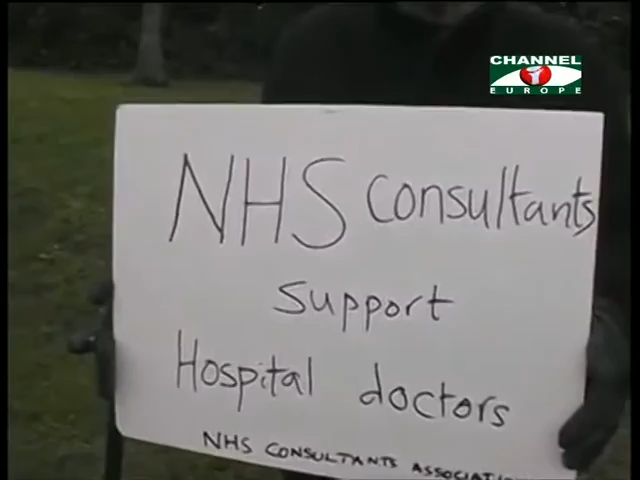 CHANNEL
i
EUROPE
NHS Consultants
Support
Hospital doctors
NHS CONSULTANTS